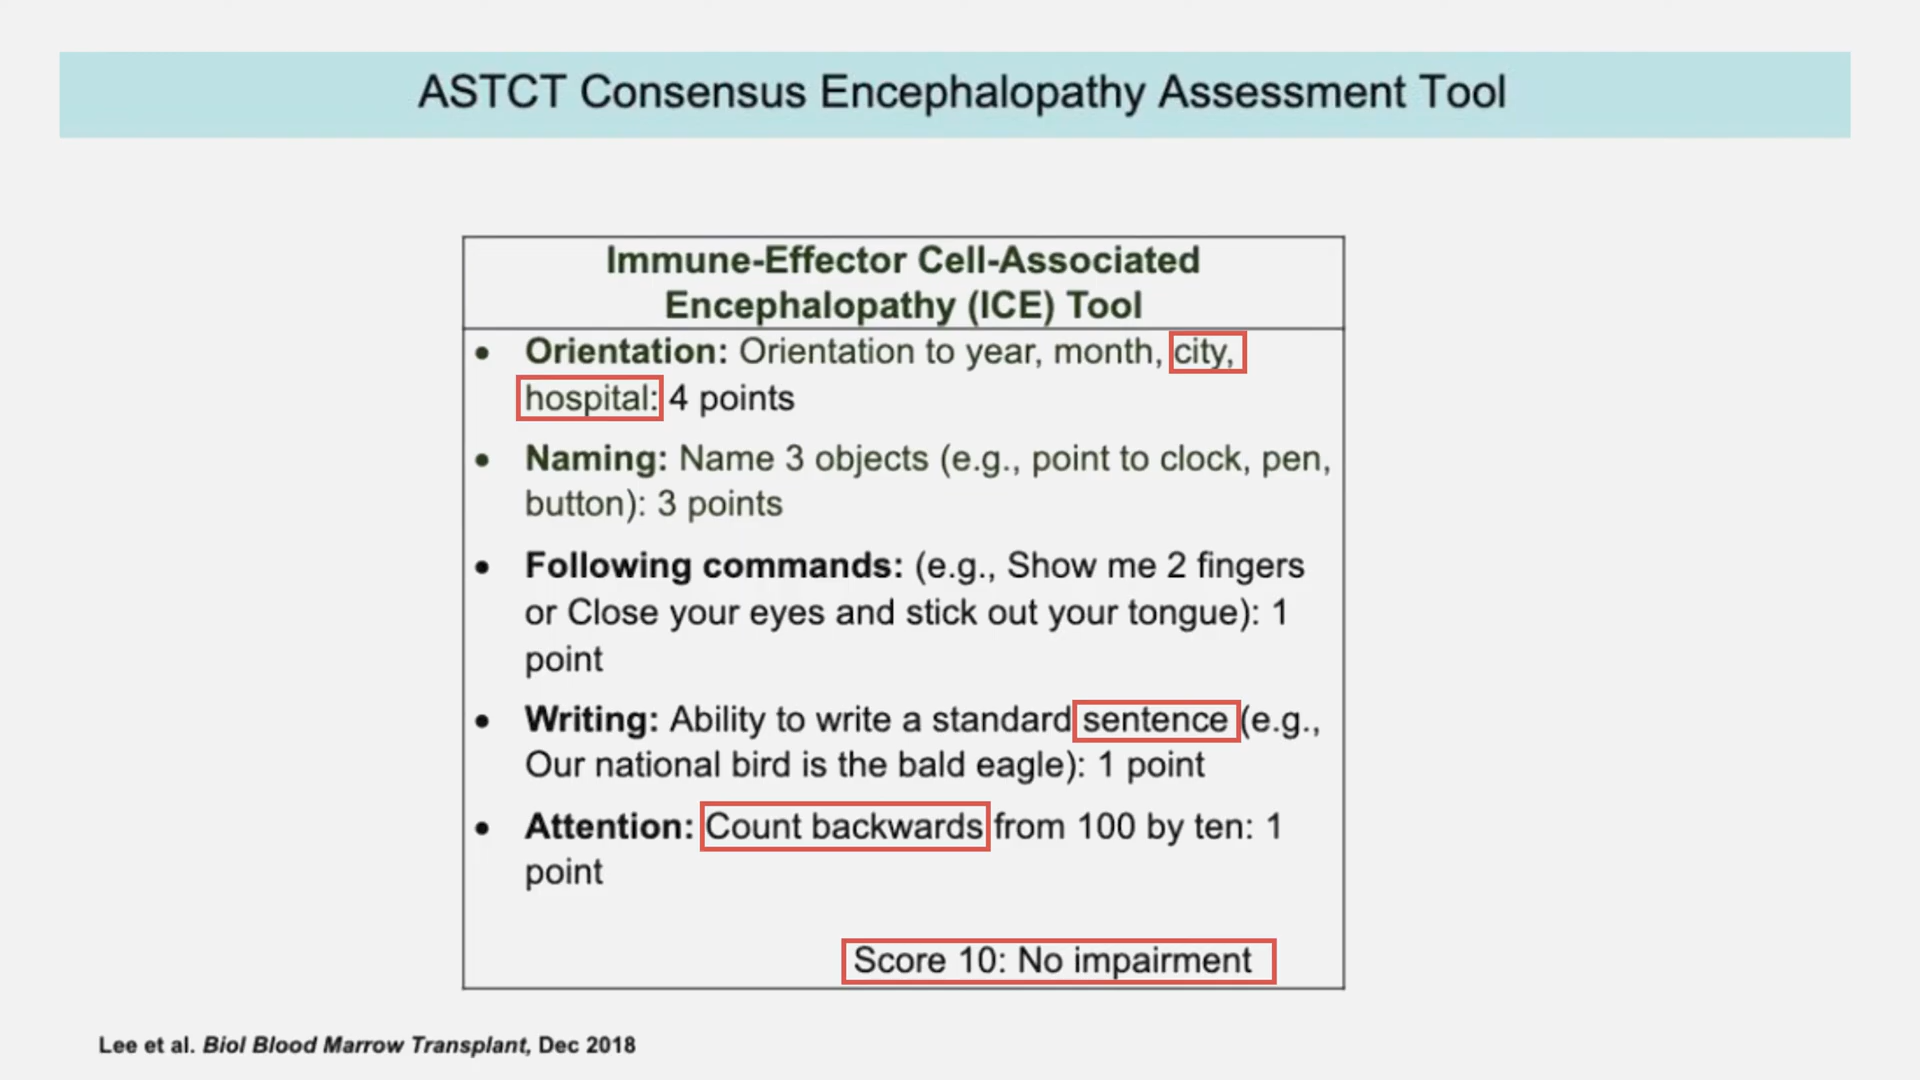 ASTCT Consensus Encephalopathy Assessment Tool
Immune-Effector Cell-Associated
Encephalopathy (ICE) Tool
• Orientation: Orientation to year, month, city,
hospital: 4 points
• Naming: Name 3 objects (e.g., point to clock, pen,
button): 3 points
• Following commands: (e.g., Show me 2 fingers
or Close your eyes and stick out your tongue): 1
point
• Writing: Ability to write a standard sentence (e.g.,
Our national bird is the bald eagle): 1 point
• Attention: Count backwards from 100 by ten: 1
point
Score 10: No impairment
Lee et al. Biol Blood Marrow Transplant, Dec 2018